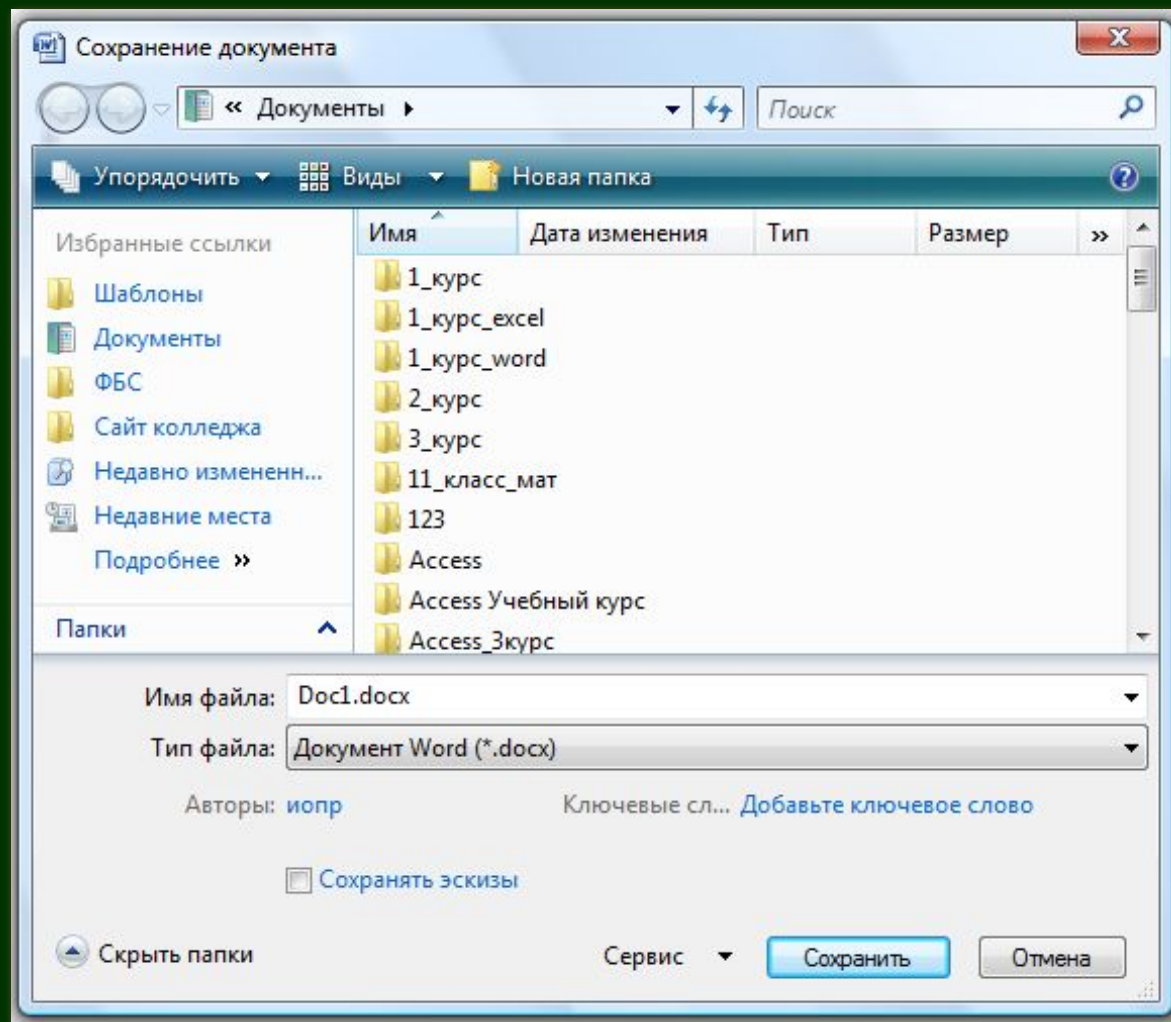 Сохранение документа
« Документы
Поиск
Упорядочить Виды Новая папка
Избранные ссылки
Шаблоны
Документы
ФБС
Сайт колледжа
Недавно измененн...
Недавние места
Подробнее »
Папки
Имя Дата изменения Тип Размер »
1_курс
1_курс_excel
1_курс_word
2_курс
3_курс
11_класс_мат
123
Access
Access Учебный курс
Access_3курс
Имя файла: Doc1.docx
Тип файла: Документ Word (*.docx)
Авторы: иопр Ключевые сл... Добавьте ключевое слово
Сохранять эскизы
Скрыть папки Сервис Сохранить Отмена